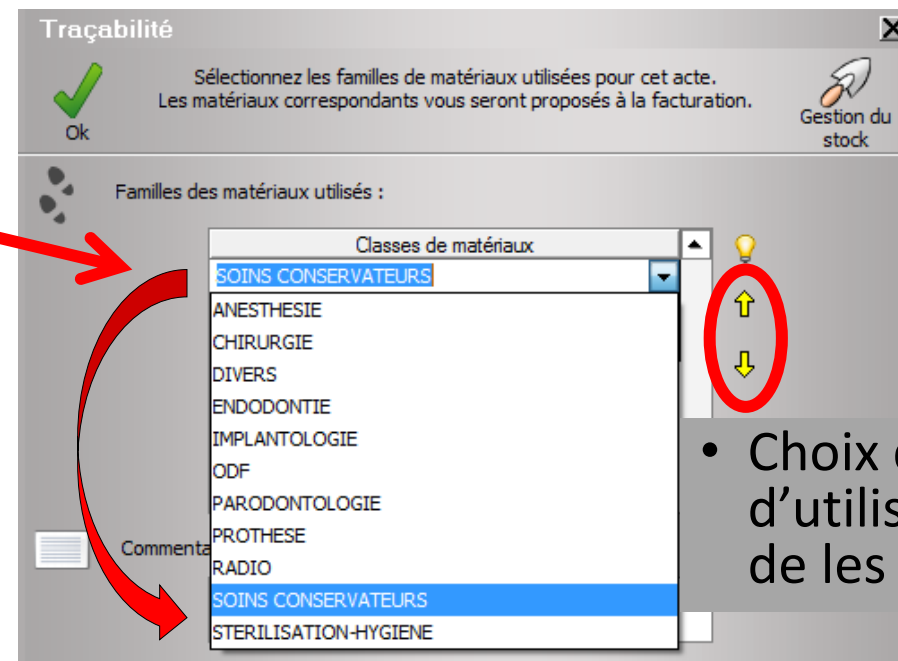 Traçabilité
Sélectionnez les familles de matériaux utilisées pour cet acte.
Les matériaux correspondants vous seront proposés à la facturation.
Ok
Gestion du
stock
Familles des matériaux utilisés :
Classes de matériaux
SOINS CONSERVATEURS
ANESTHESIE
CHIRURGIE
DIVERS
ENDODONTIE
IMPLANTOLOGIE
ODF
PARODONTOLOGIE
PROTHESE
RADIO
SOINS CONSERVATEURS
STERILISATION-HYGIENE
• Choix
de les